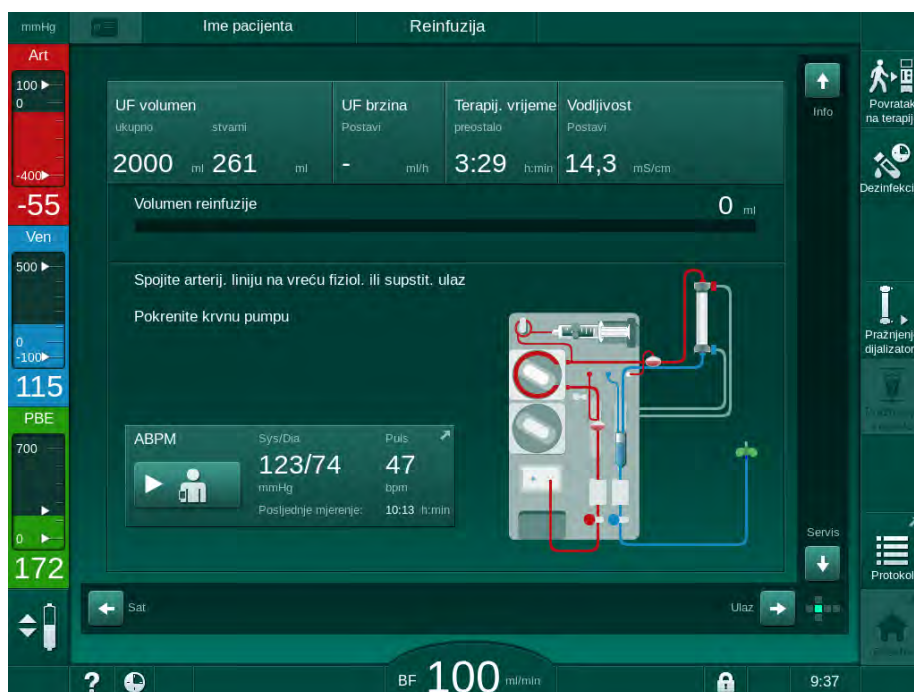 mmHg
Ime pacijenta
Reinfuzija
Art
100
0
-400
-55
Ven
500
0
-100
115
PBE
700
0
172
UF volumen
ukupno stvarni
2000 ml 261 ml
UF brzina
Postavi
- ml/h
Terapij. vrijeme
preostalo
3:29 h:min
Vodljivost
Postavi
14,3 mS/cm
Volumen reinfuzije 0 ml
Spojite arterij. liniju na vreću fiziol. ili supstit. ulaz
Pokrenite krvnu pumpu
ABPM
Sys/Dia
123/74
mmHg
Puls
47
bpm
Posljednje mjerenje: 10:13 h:min
Info
Servis
Sat
Ulaz
Povratak
na terapij
Dezinfekci
Pražnjenj
dijalizator
Protokol
? BF 100 ml/min 9:37